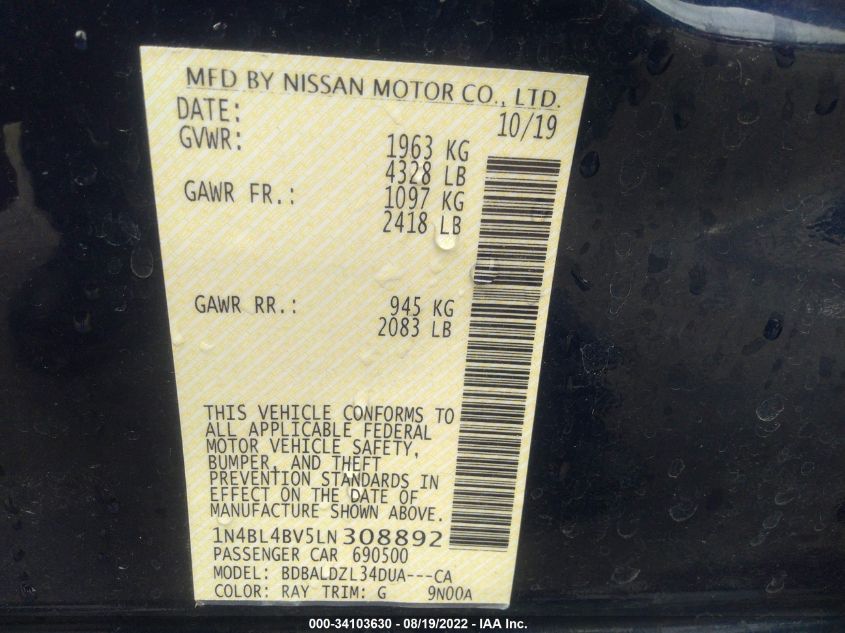 MFD BY NISSAN MOTOR CO., LTD.
DATE: 10/19
GVWR: 1963 KG
4328 LB
GAWR FR.: 1097 KG
2418 LB
GAWR RR.: 945 KG
2083 LB
THIS VEHICLE CONFORMS TO
ALL APPLICABLE FEDERAL
MOTOR VEHICLE SAFETY,
BUMPER, AND THEFT
PREVENTION STANDARDS IN
EFFECT ON THE DATE OF
MANUFACTURE SHOWN ABOVE.
1N4BL4BV5LN308892
PASSENGER CAR 690500
MODEL: BDBALDZL34DUA---CA
COLOR: RAY TRIM: G 9N00A
000-34103630 - 08/19/2022 - IAA Inc.